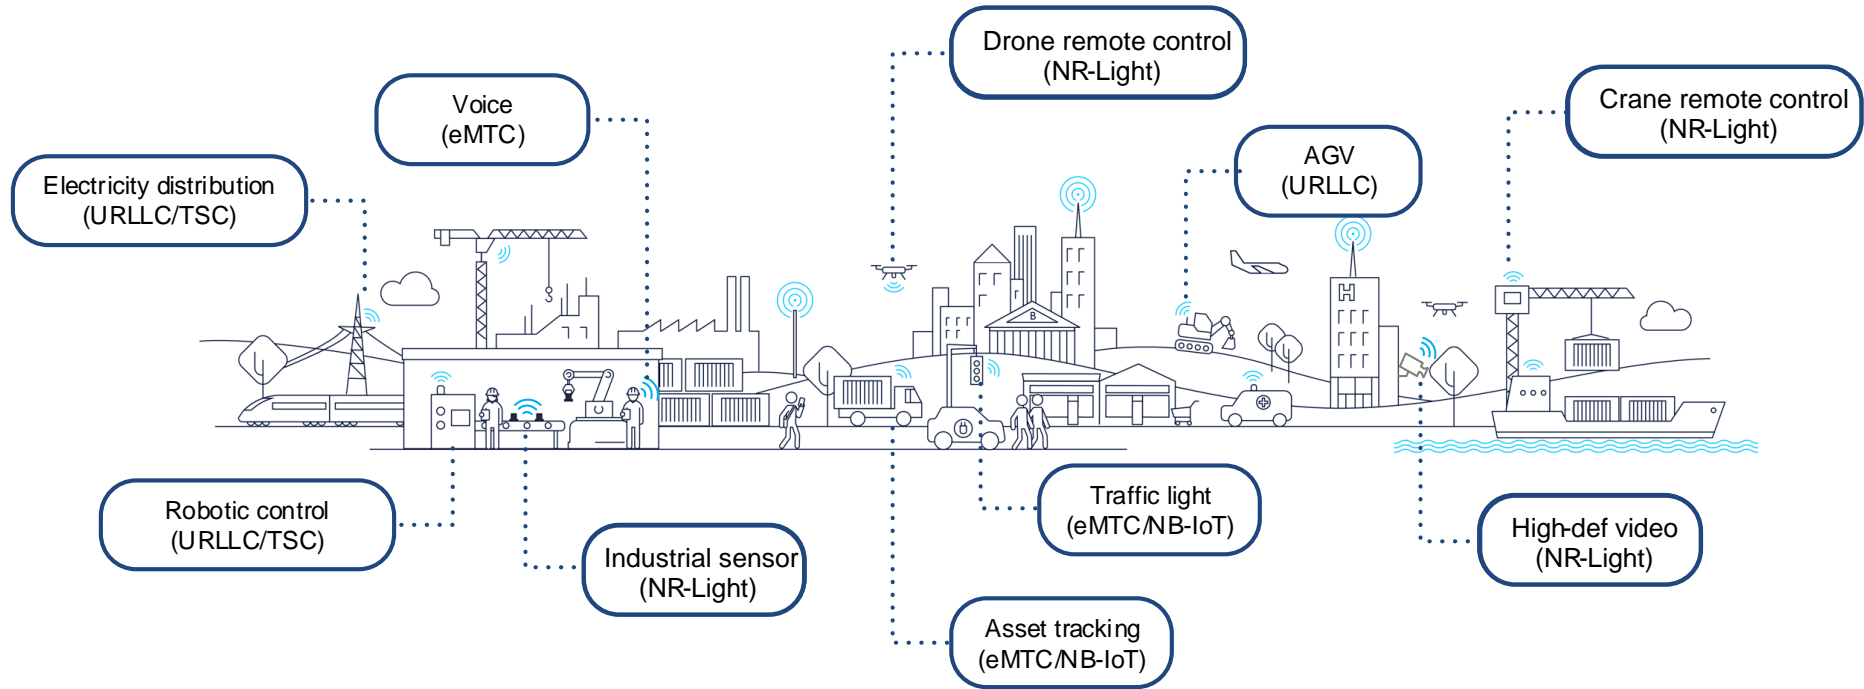 Drone remote control
(NR-Light)
Voice
(eMTC)
Crane remote control
(NR-Light)
AGV
(URLLC)
Electricity distribution
(URLLC/TSC)
H
B
Traffic light
(eMTC/NB-IoT)
Robotic control
(URLLC/TSC)
High-def video
(NR-Light)
Industrial sensor
(NR-Light)
Asset tracking
(eMTC/NB-IoT)